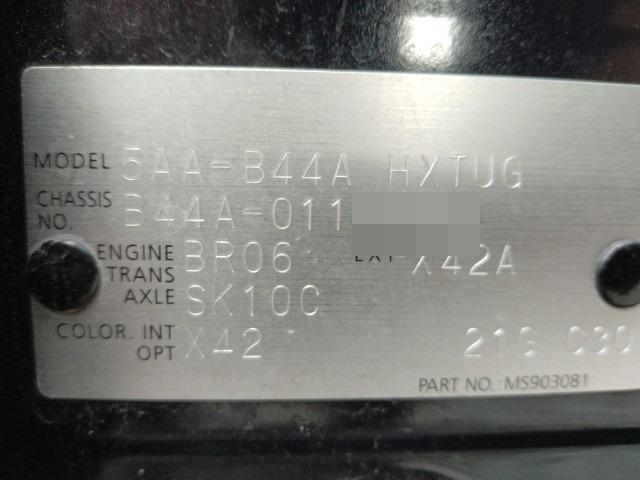 MODEL 5AA-B44A HXTUG
CHASSIS NO. B44A-011
ENGINE BR06 EXT X42A
TRANS AXLE SK10C
COLOR. INT X42
OPT 21G C30
PART NO.:MS903081